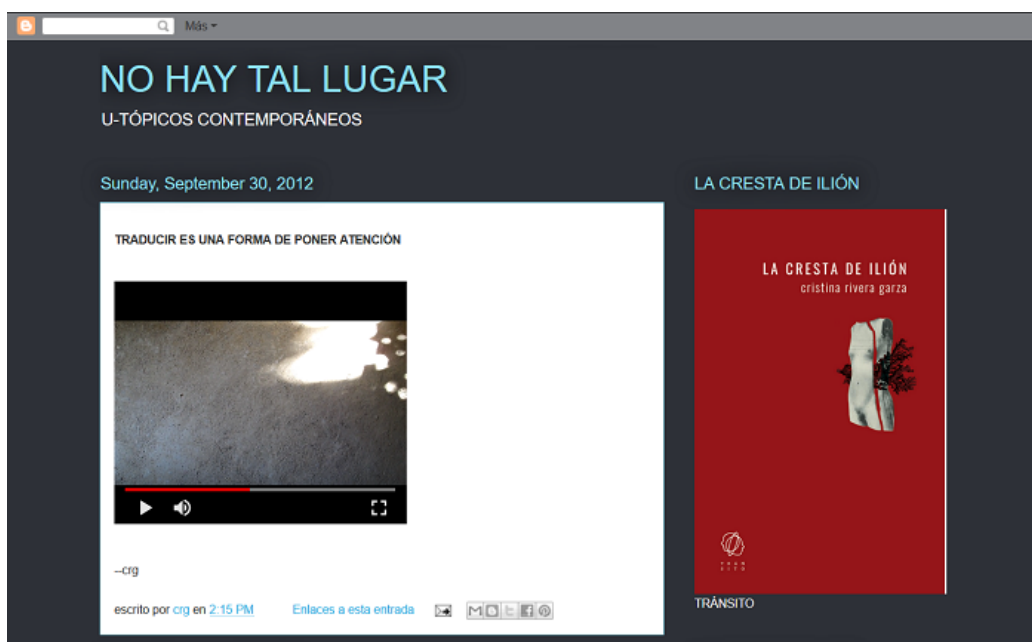 Más
NO HAY TAL LUGAR
U-TÓPICOS CONTEMPORÁNEOS
Sunday, September 30, 2012
TRADUCIR ES UNA FORMA DE PONER ATENCIÓN
--crg
escrito por crg en 2:15 PM Enlaces a esta entrada
LA CRESTA DE ILIÓN
LA CRESTA DE ILIÓN
cristina rivera garza
TRAN
SITO
TRÁNSITO